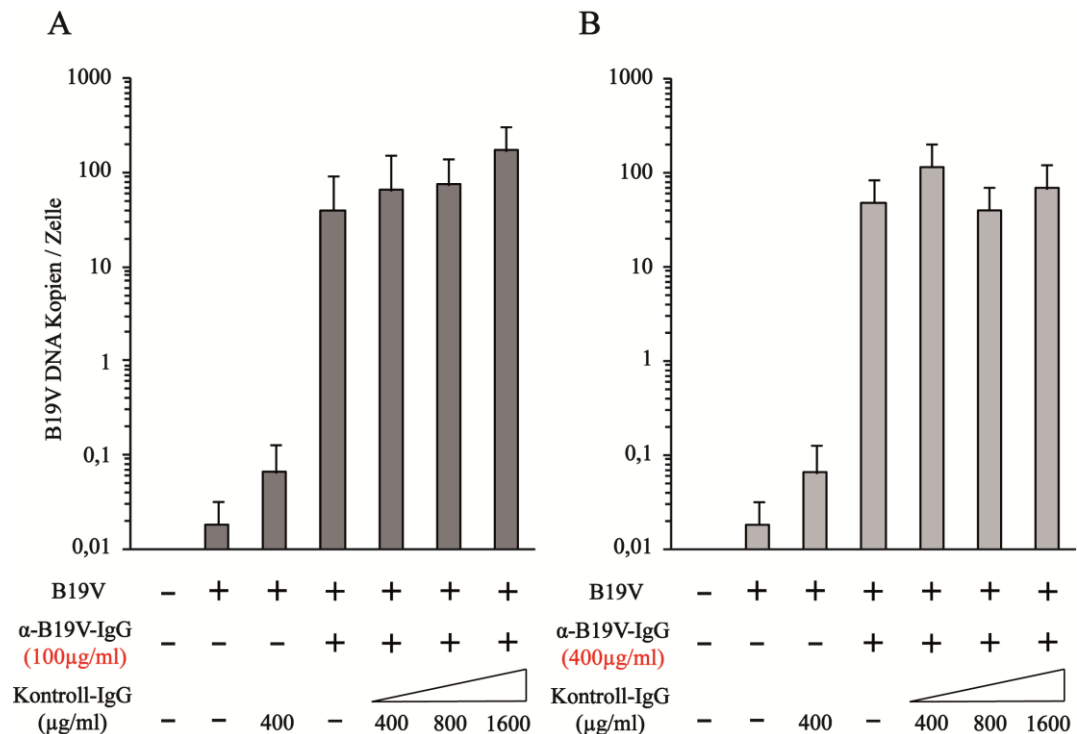 A
B
B19V DNA Kopien / Zelle
1000
100
10
1
0,1
0,01
1000
100
10
1
0,1
0,01
B19V – + + + + + +
α-B19V-IgG – – – + + + +
(100µg/ml)
Kontroll-IgG
(µg/ml) – – 400 – 400 800 1600
B19V – + + + + + +
α-B19V-IgG – – – + + + +
(400µg/ml)
Kontroll-IgG
(µg/ml) – – 400 – 400 800 1600